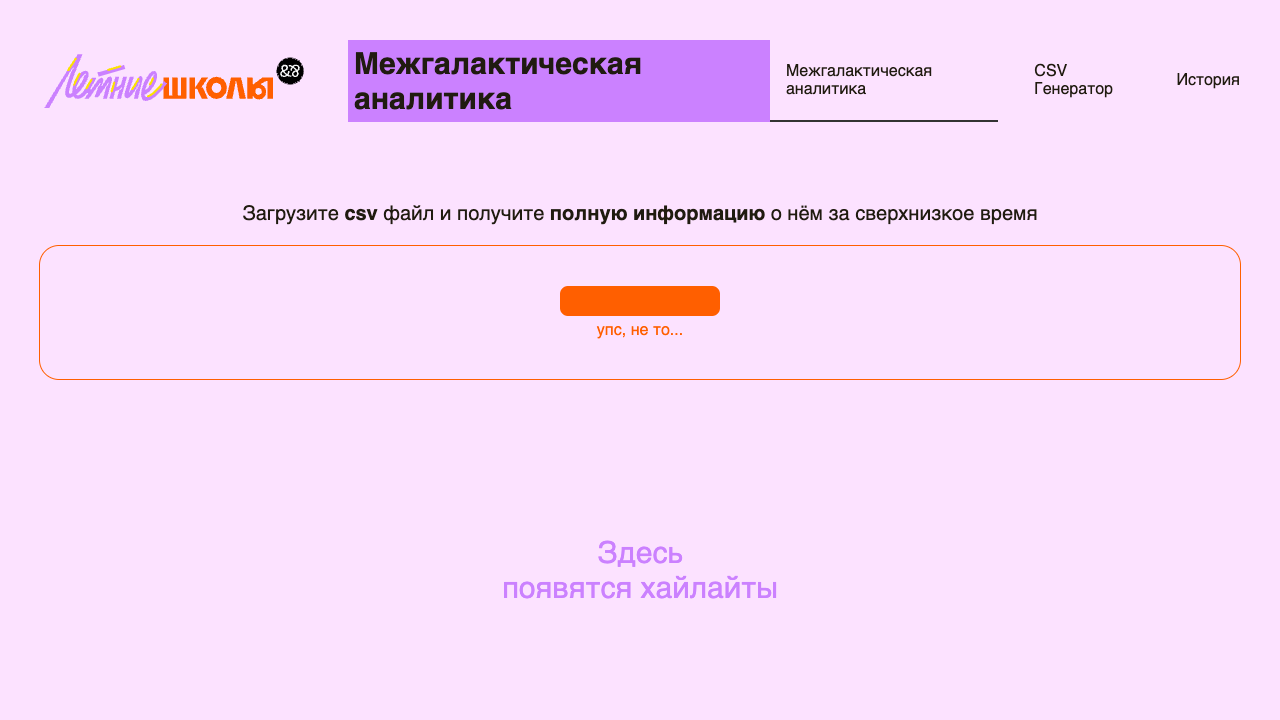 Летние школы
Межгалактическая
аналитика
Межгалактическая
аналитика
CSV
Генератор
История
Загрузите csv файл и получите полную информацию о нём за сверхнизкое время
упс, не то...
Здесь
появятся хайлайты